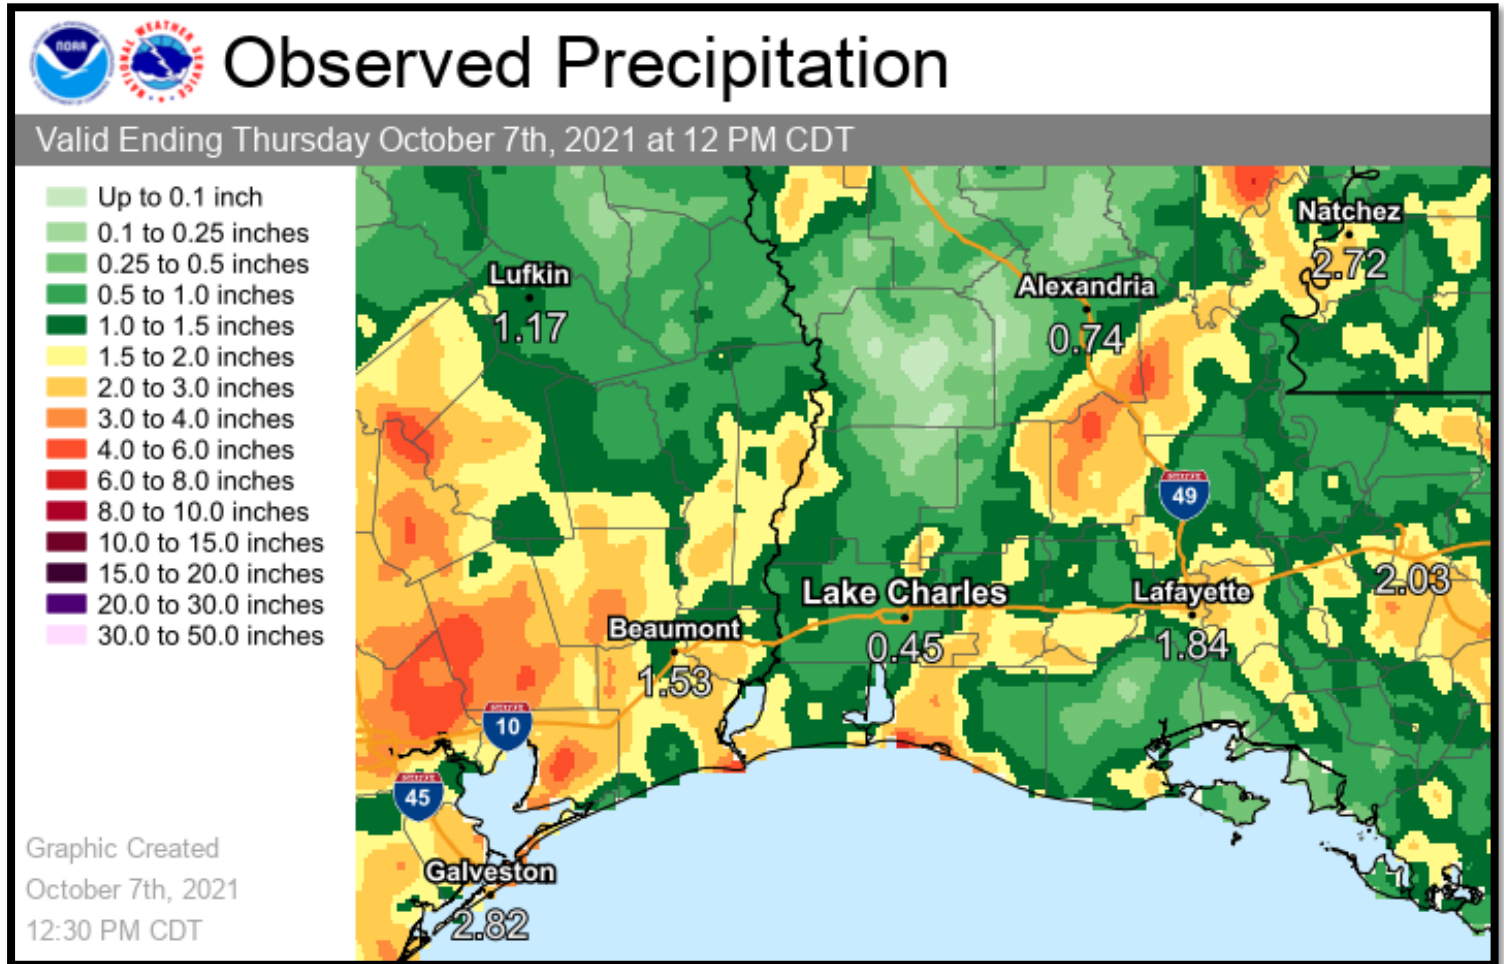 NOAA
NATIONAL WEATHER SERVICE
Observed Precipitation
Valid Ending Thursday October 7th, 2021 at 12 PM CDT
Up to 0.1 inch
0.1 to 0.25 inches
0.25 to 0.5 inches
0.5 to 1.0 inches
1.0 to 1.5 inches
1.5 to 2.0 inches
2.0 to 3.0 inches
3.0 to 4.0 inches
4.0 to 6.0 inches
6.0 to 8.0 inches
8.0 to 10.0 inches
10.0 to 15.0 inches
15.0 to 20.0 inches
20.0 to 30.0 inches
30.0 to 50.0 inches
Graphic Created
October 7th, 2021
12:30 PM CDT
Natchez
2.72
Lufkin
1.17
Alexandria
0.74
49
2.03
Lake Charles
0.45
Lafayette
1.84
Beaumont
1.53
10
45
Galveston
2.82